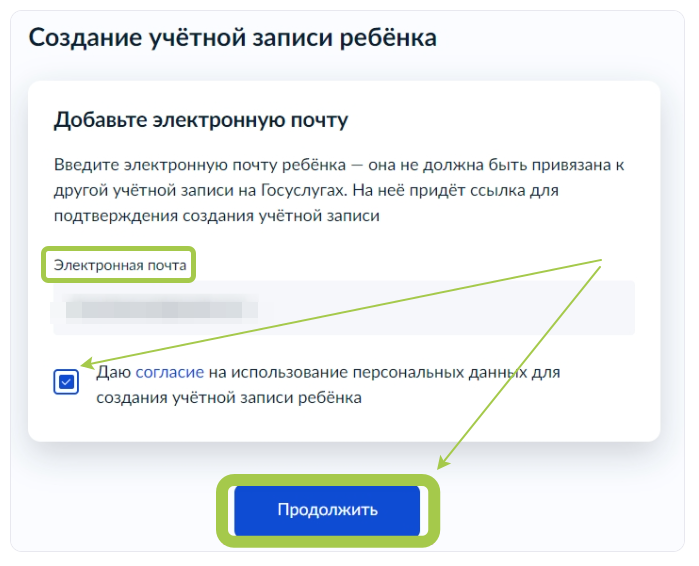 Создание учётной записи ребёнка
Добавьте электронную почту
Введите электронную почту ребёнка — она не должна быть привязана к
другой учётной записи на Госуслугах. На неё придёт ссылка для
подтверждения создания учётной записи
Электронная почта
Даю согласие на использование персональных данных для
создания учётной записи ребёнка
Продолжить